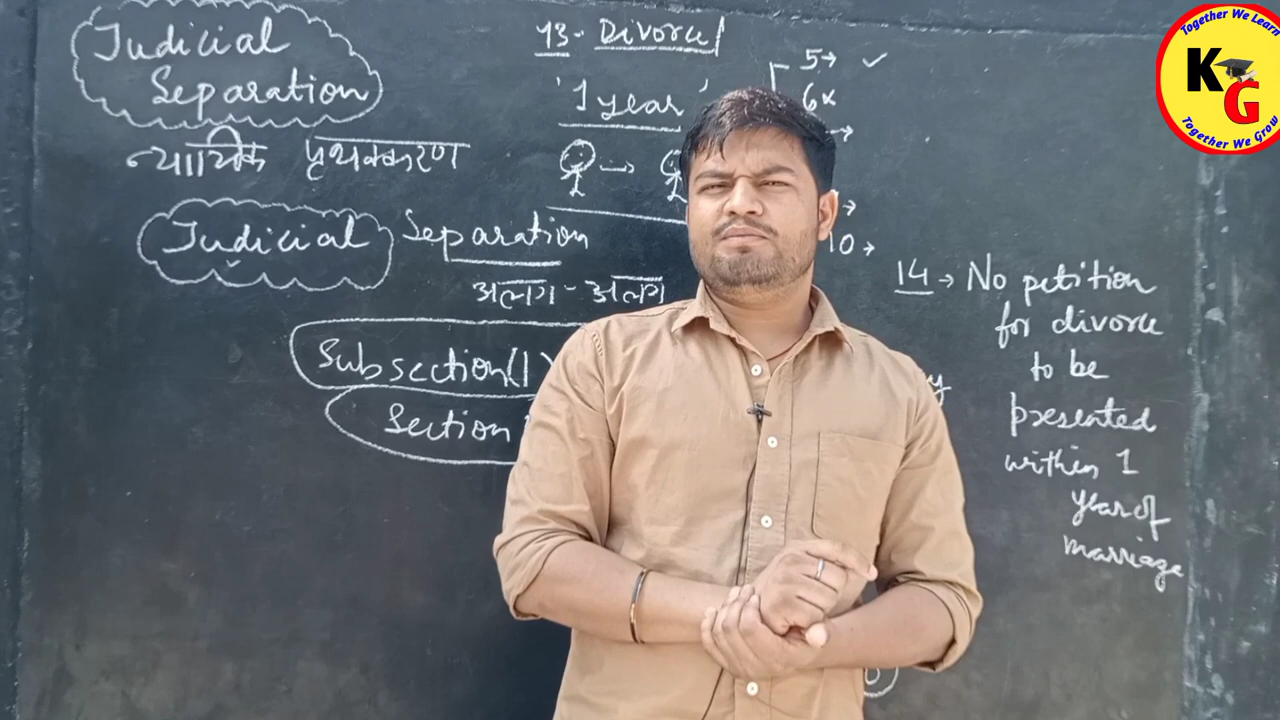 Judicial
Separation
न्यायिक पृथक्करण
Judicial Separation
अलग-अलग
Subsection(1)
Section
13- Divorce
'1 year'
5→ ✓
6×
10→
14→ No petition
for divorce
to be
presented
within 1
year of
marriage
Together We Learn
KG
Together We Grow